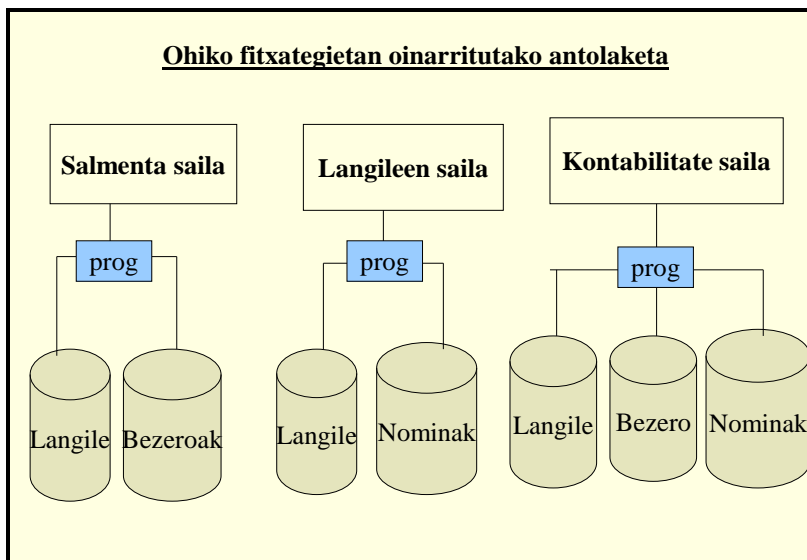 Ohiko fitxategietan oinarritutako antolaketa
Salmenta saila
Langileen saila
Kontabilitate saila
prog
prog
prog
Langile
Bezeroak
Langile
Nominak
Langile
Bezero
Nominak